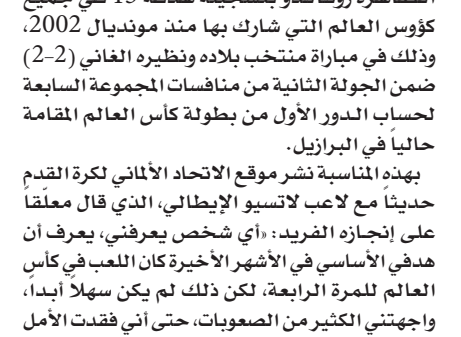 15 في جميع
كؤوس العالم التي شارك بها منذ مونديال 2002،
وذلك في مباراة منتخب بلاده ونظيره الغاني (2-2)
ضمن الجولة الثانية من منافسات المجموعة السابعة
لحساب الدور الأول من بطولة كأس العالم المقامة
حالياً في البرازيل.
بهذه المناسبة نشر موقع الاتحاد الألماني لكرة القدم
حديثاً مع لاعب لاتسيو الإيطالي، الذي قال معلّقاً
على إنجازه الفريد: «أي شخص يعرفني، يعرف أن
هدفي الأساسي في الأشهر الأخيرة كان اللعب في كأس
العالم للمرة الرابعة، لكن ذلك لم يكن سهلاً أبداً،
واجهتني الكثير من الصعوبات، حتى أني فقدت الأمل